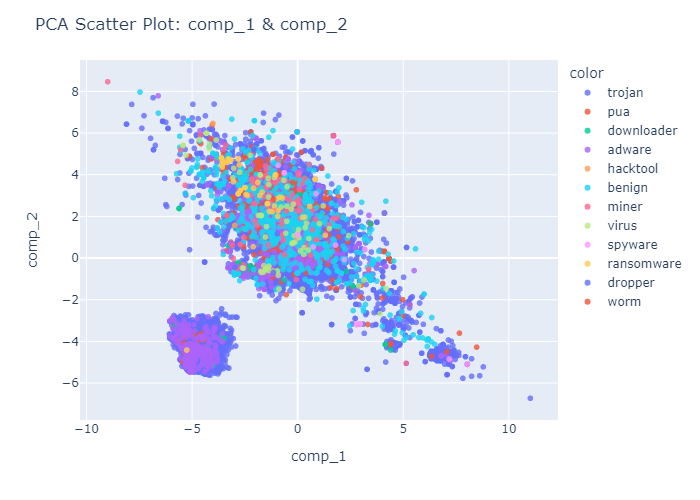 PCA Scatter Plot: comp_1 & comp_2
color
trojan
pua
downloader
adware
hacktool
benign
miner
virus
spyware
ransomware
dropper
worm
comp_2
8
6
4
2
0
−2
−4
−6
−10
−5
0
5
10
comp_1